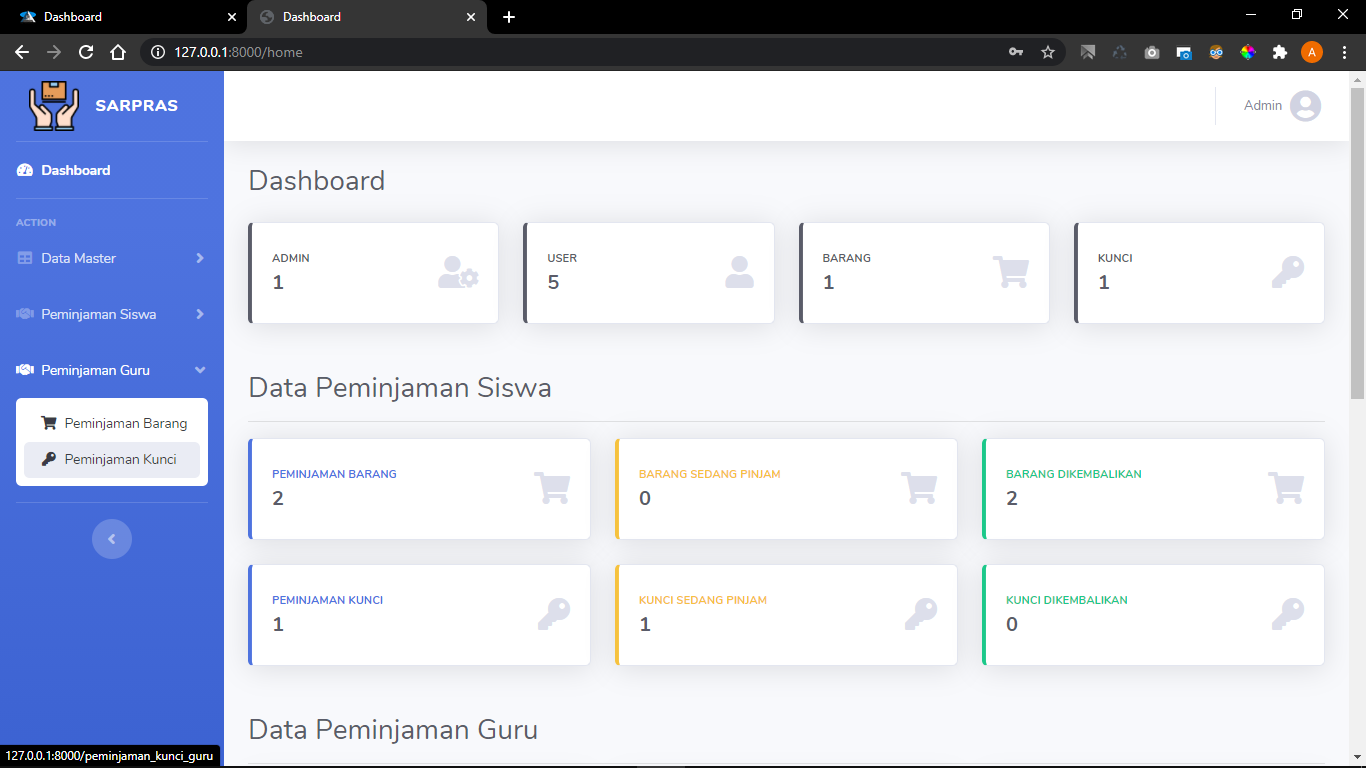 Dashboard
Dashboard
127.0.0.1:8000/home
A
SARPRAS
Admin
Dashboard
ACTION
Data Master
Peminjaman Siswa
Peminjaman Guru
Peminjaman Barang
Peminjaman Kunci
Dashboard
ADMIN
1
USER
5
BARANG
1
KUNCI
1
Data Peminjaman Siswa
PEMINJAMAN BARANG
2
BARANG SEDANG PINJAM
0
BARANG DIKEMBALIKAN
2
PEMINJAMAN KUNCI
1
KUNCI SEDANG PINJAM
1
KUNCI DIKEMBALIKAN
0
Data Peminjaman Guru
127.0.0.1:8000/peminjaman_kunci_guru